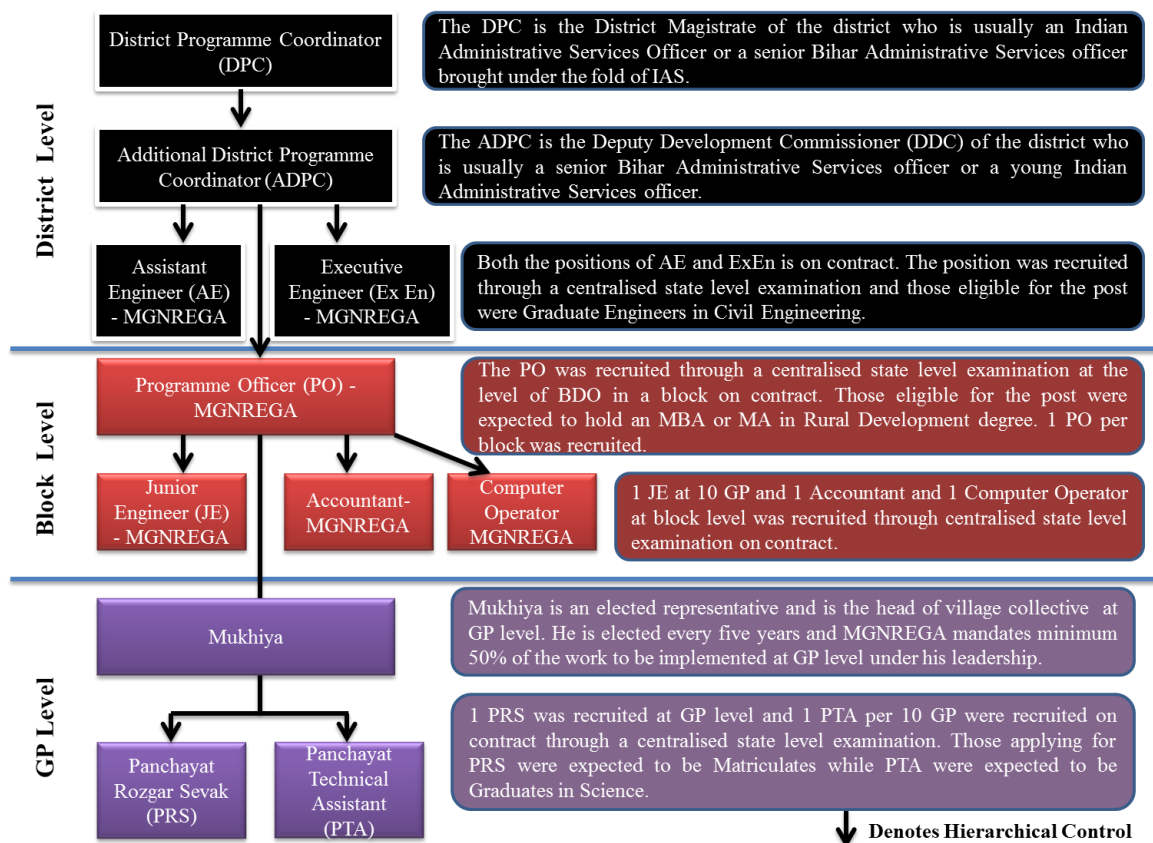 District Level
District Programme Coordinator
(DPC)
The DPC is the District Magistrate of the district who is usually an Indian
Administrative Services Officer or a senior Bihar Administrative Services officer
brought under the fold of IAS.
Additional District Programme
Coordinator (ADPC)
The ADPC is the Deputy Development Commissioner (DDC) of the district who
is usually a senior Bihar Administrative Services officer or a young Indian
Administrative Services officer.
Assistant
Engineer (AE)
- MGNREGA
Executive
Engineer (Ex En)
- MGNREGA
Both the positions of AE and ExEn is on contract. The position was recruited
through a centralised state level examination and those eligible for the post
were Graduate Engineers in Civil Engineering.
Block Level
Programme Officer (PO) -
MGNREGA
The PO was recruited through a centralised state level examination at the
level of BDO in a block on contract. Those eligible for the post were
expected to hold an MBA or MA in Rural Development degree. 1 PO per
block was recruited.
Junior
Engineer (JE)
- MGNREGA
Accountant-
MGNREGA
Computer
Operator
MGNREGA
1 JE at 10 GP and 1 Accountant and 1 Computer Operator
at block level was recruited through centralised state level
examination on contract.
GP Level
Mukhiya
Mukhiya is an elected representative and is the head of village collective at
GP level. He is elected every five years and MGNREGA mandates minimum
50% of the work to be implemented at GP level under his leadership.
Panchayat
Rozgar Sevak
(PRS)
Panchayat
Technical
Assistant
(PTA)
1 PRS was recruited at GP level and 1 PTA per 10 GP were recruited on
contract through a centralised state level examination. Those applying for
PRS were expected to be Matriculates while PTA were expected to be
Graduates in Science.
Denotes Hierarchical Control